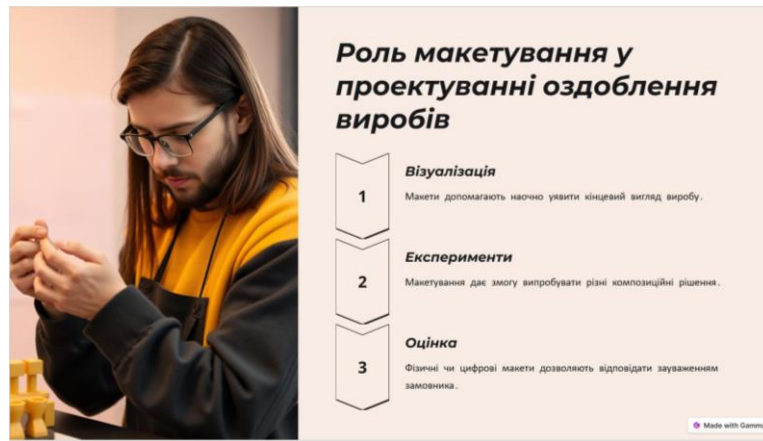 Роль макетування у
проектуванні оздоблення
виробів
1
Візуалізація
Макети допомагають наочно уявити кінцевий вигляд виробу.
2
Експерименти
Макетування дає змогу випробувати різні композиційні рішення.
3
Оцінка
Фізичні чи цифрові макети дозволяють відповідати зауваженням
замовника.
Made with Gamma